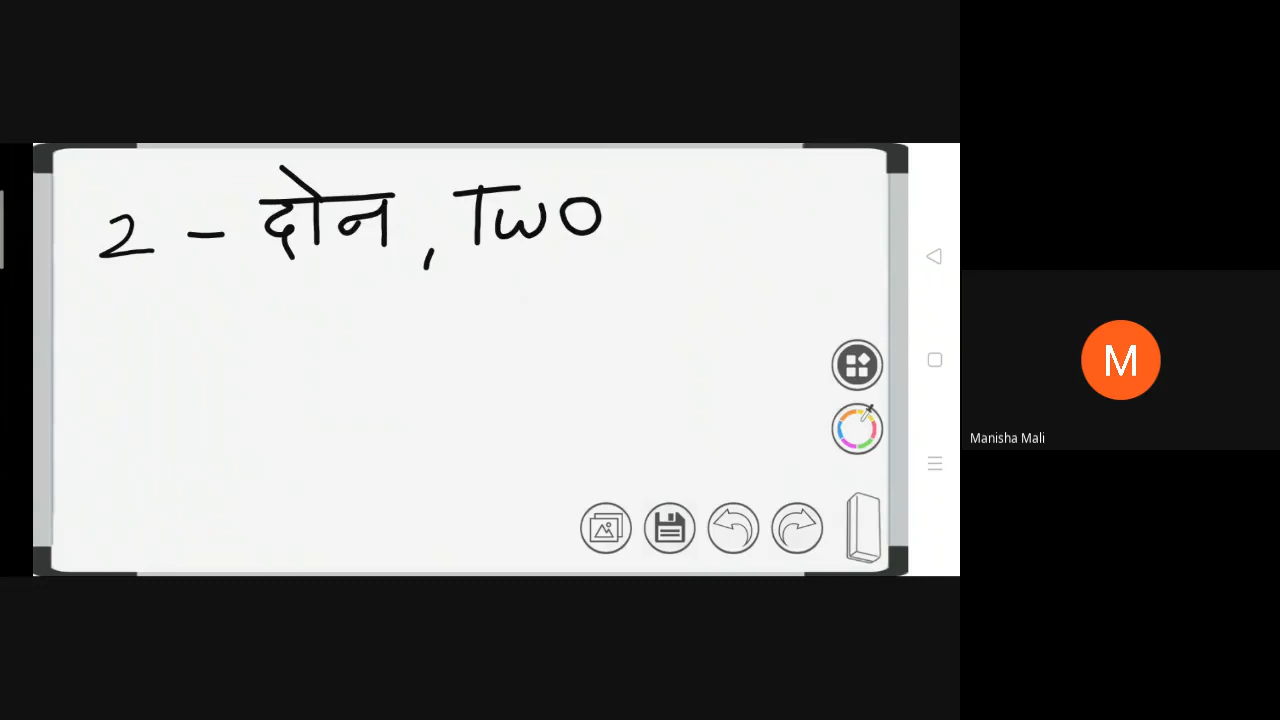 2 - दोन, Two
M
Manisha Mali